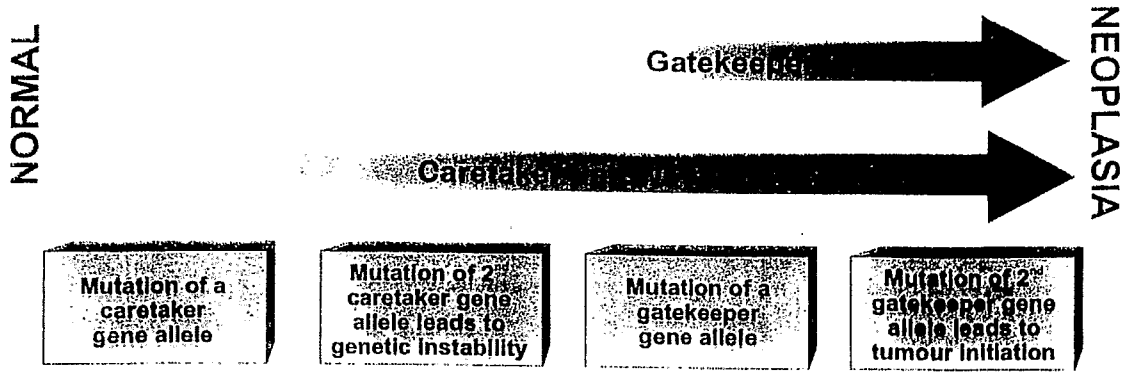 NORMAL
Gatekeeper
NEOPLASIA
Caretaker
Mutation of a
caretaker
gene allele
Mutation of 2nd
caretaker gene
allele leads to
genetic instability
Mutation of a
gatekeeper
gene allele
Mutation of 2nd
gatekeeper gene
allele leads to
tumour initiation